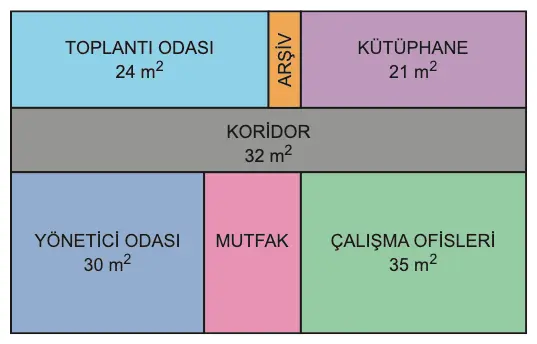 TOPLANTI ODASI
24 m²
ARŞİV
KÜTÜPHANE
21 m²
KORİDOR
32 m²
YÖNETİCİ ODASI
30 m²
MUTFAK
ÇALIŞMA OFİSLERİ
35 m²